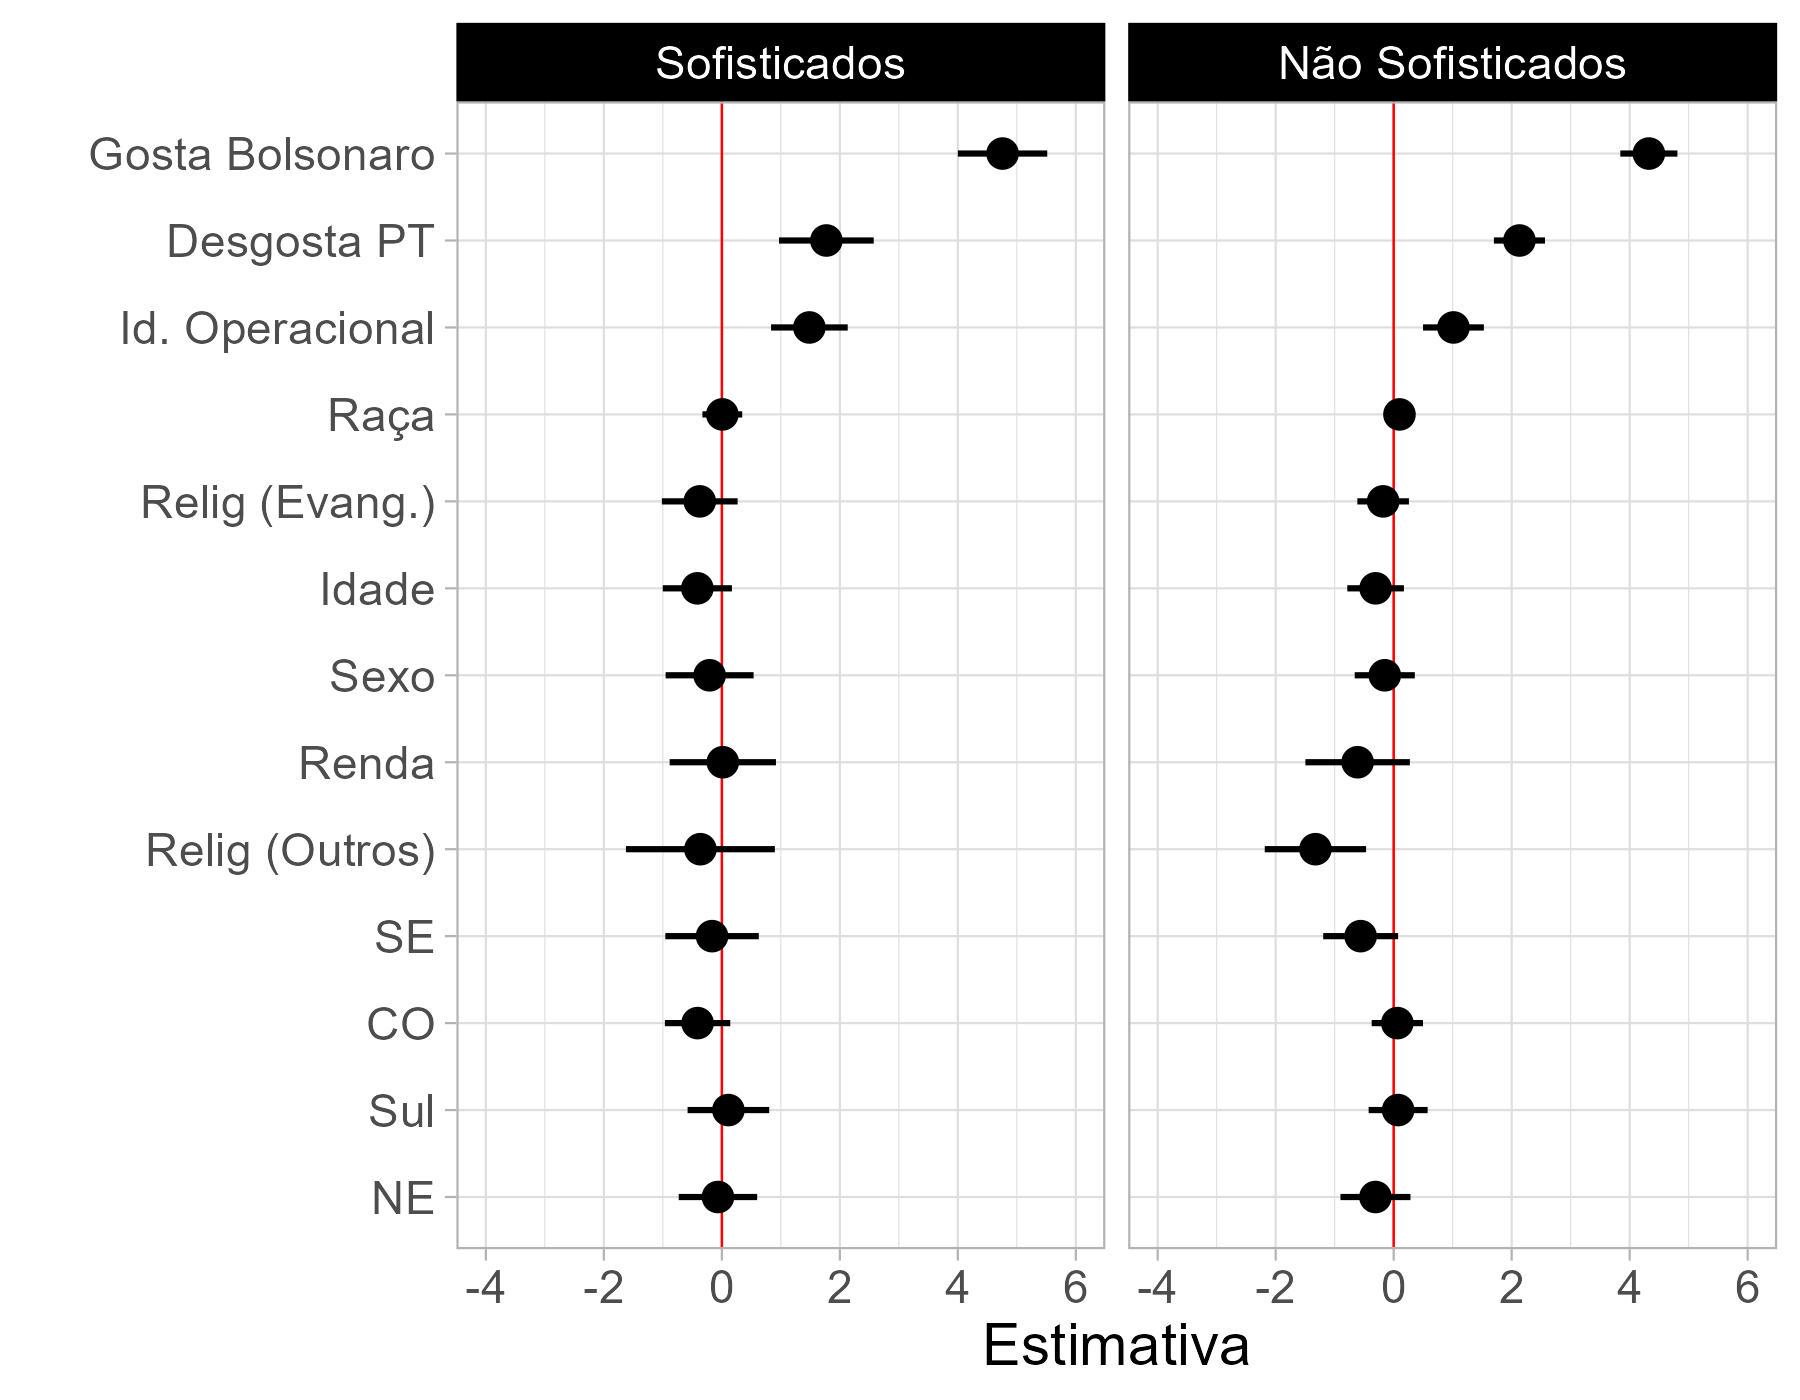 Sofisticados
Não Sofisticados
Gosta Bolsonaro
Desgosta PT
Id. Operacional
Raça
Relig (Evang.)
Idade
Sexo
Renda
Relig (Outros)
SE
CO
Sul
NE
-4 -2 0 2 4 6
-4 -2 0 2 4 6
Estimativa